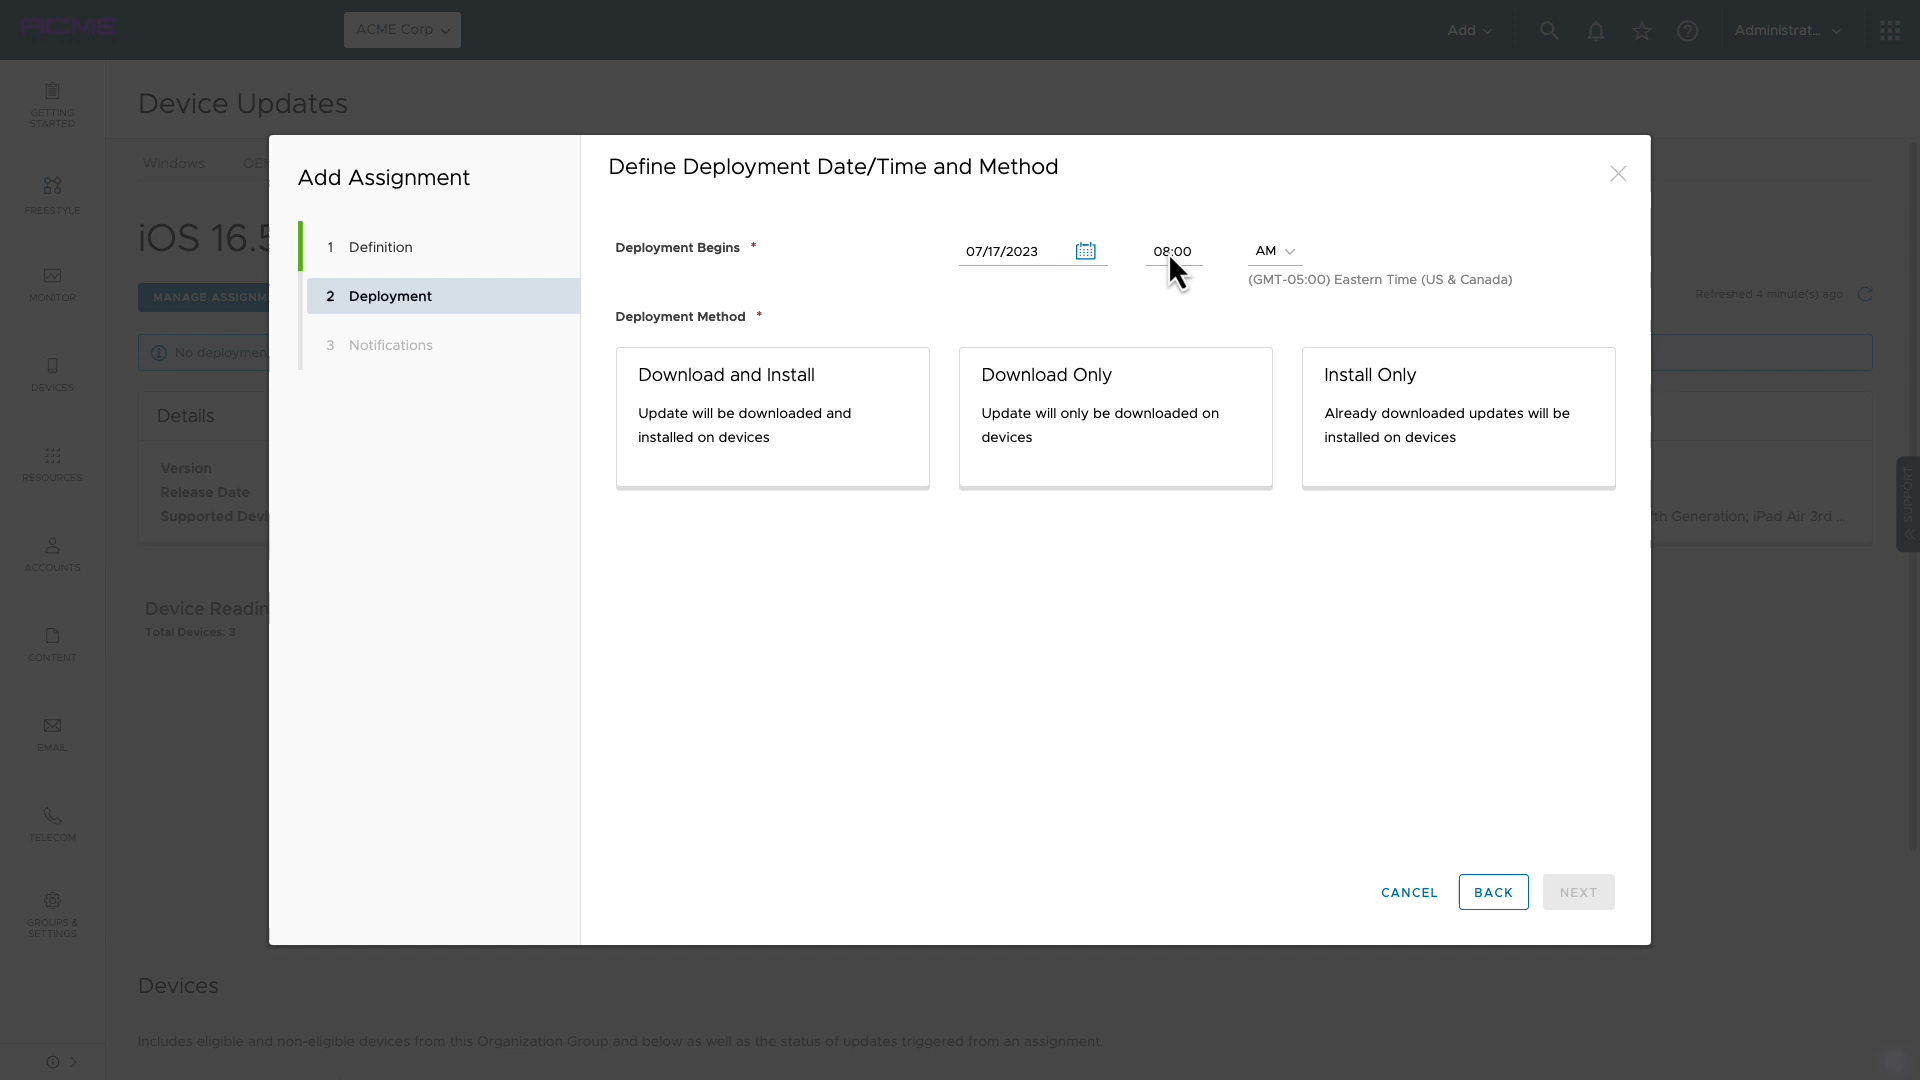 ACME
ACME Corp
Add
Administrat...
GETTING
STARTED
FREESTYLE
MONITOR
DEVICES
RESOURCES
ACCOUNTS
CONTENT
EMAIL
TELECOM
GROUPS &
SETTINGS
Device Updates
Windows
OEM
iOS 16.5
MANAGE ASSIGNM
Refreshed 4 minute(s) ago
No deploymen
Details
Version
Release Date
Supported Devi
th Generation; iPad Air 3rd ...
Device Readin
Total Devices: 3
Devices
Includes eligible and non-eligible devices from this Organization Group and below as well as the status of updates triggered from an assignment.
SUPPORT
Add Assignment
1 Definition
2 Deployment
3 Notifications
Define Deployment Date/Time and Method
Deployment Begins *
07/17/2023
08:00
AM
(GMT-05:00) Eastern Time (US & Canada)
Deployment Method *
Download and Install
Update will be downloaded and
installed on devices
Download Only
Update will only be downloaded on
devices
Install Only
Already downloaded updates will be
installed on devices
CANCEL
BACK
NEXT